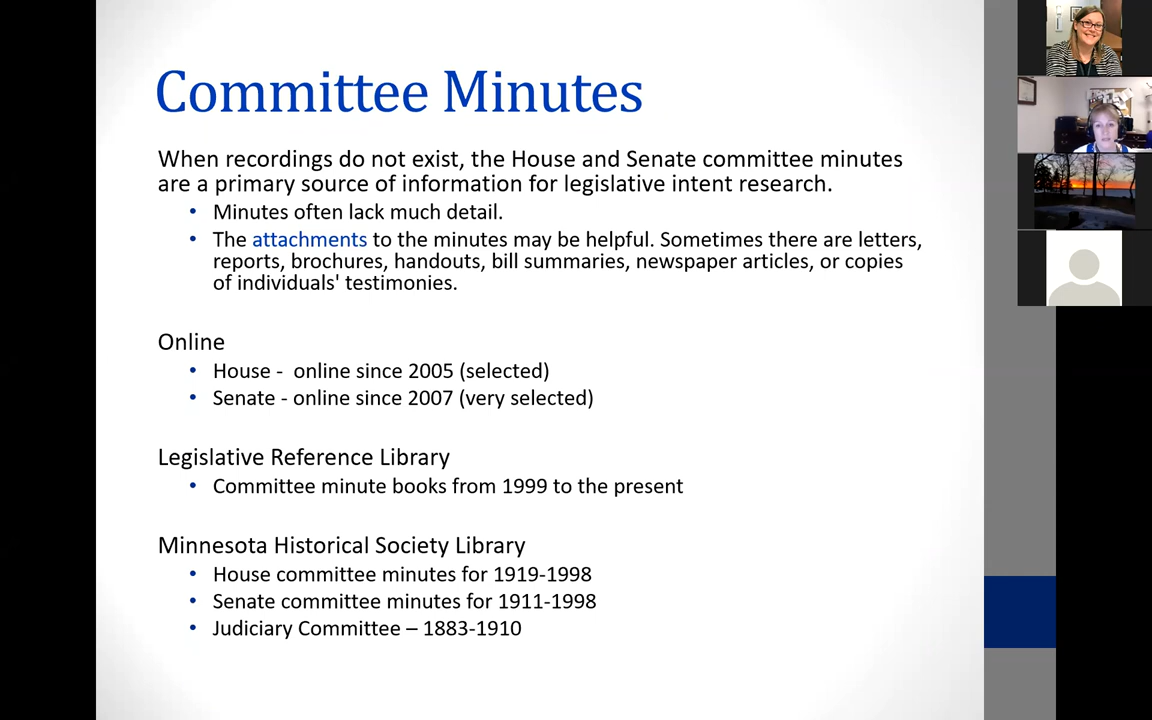 Committee Minutes
When recordings do not exist, the House and Senate committee minutes
are a primary source of information for legislative intent research.
• Minutes often lack much detail.
• The attachments to the minutes may be helpful. Sometimes there are letters,
reports, brochures, handouts, bill summaries, newspaper articles, or copies
of individuals' testimonies.
Online
• House - online since 2005 (selected)
• Senate - online since 2007 (very selected)
Legislative Reference Library
• Committee minute books from 1999 to the present
Minnesota Historical Society Library
• House committee minutes for 1919-1998
• Senate committee minutes for 1911-1998
• Judiciary Committee – 1883-1910